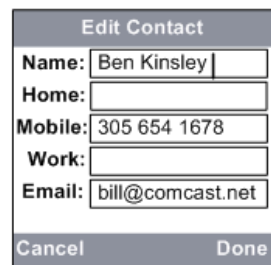 Edit Contact
Name: Ben Kinsley
Home:
Mobile: 305 654 1678
Work:
Email: bill@comcast.net
Cancel Done